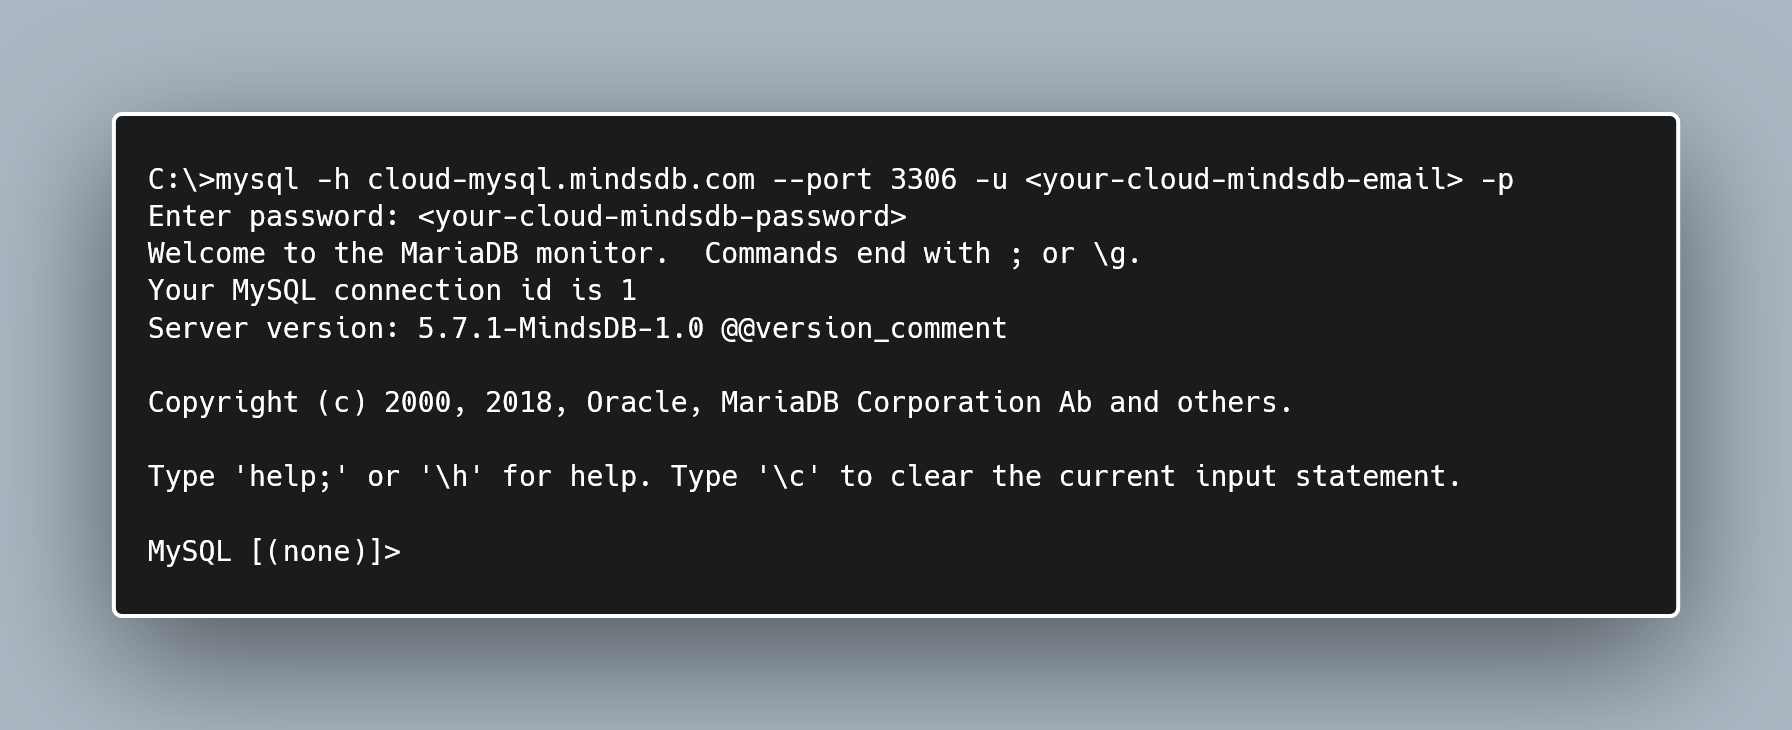 C:\>mysql -h cloud-mysql.mindsdb.com --port 3306 -u <your-cloud-mindsdb-email> -p
Enter password: <your-cloud-mindsdb-password>
Welcome to the MariaDB monitor.  Commands end with ; or \g.
Your MySQL connection id is 1
Server version: 5.7.1-MindsDB-1.0 @@version_comment
Copyright (c) 2000, 2018, Oracle, MariaDB Corporation Ab and others.
Type 'help;' or '\h' for help. Type '\c' to clear the current input statement.
MySQL [(none)]>